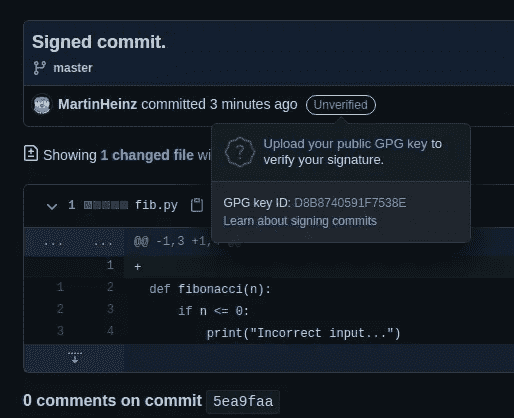 Signed commit.
master
MartinHeinz committed 3 minutes ago Unverified
Upload your public GPG key to
verify your signature.
Showing 1 changed file wi
GPG key ID: D8B8740591F7538E
Learn about signing commits
1 fib.py
... ... @@ -1,3 +1,
1 +
1 2 def fibonacci(n):
2 3 if n <= 0:
3 4 print("Incorrect input...")
0 comments on commit 5ea9faa